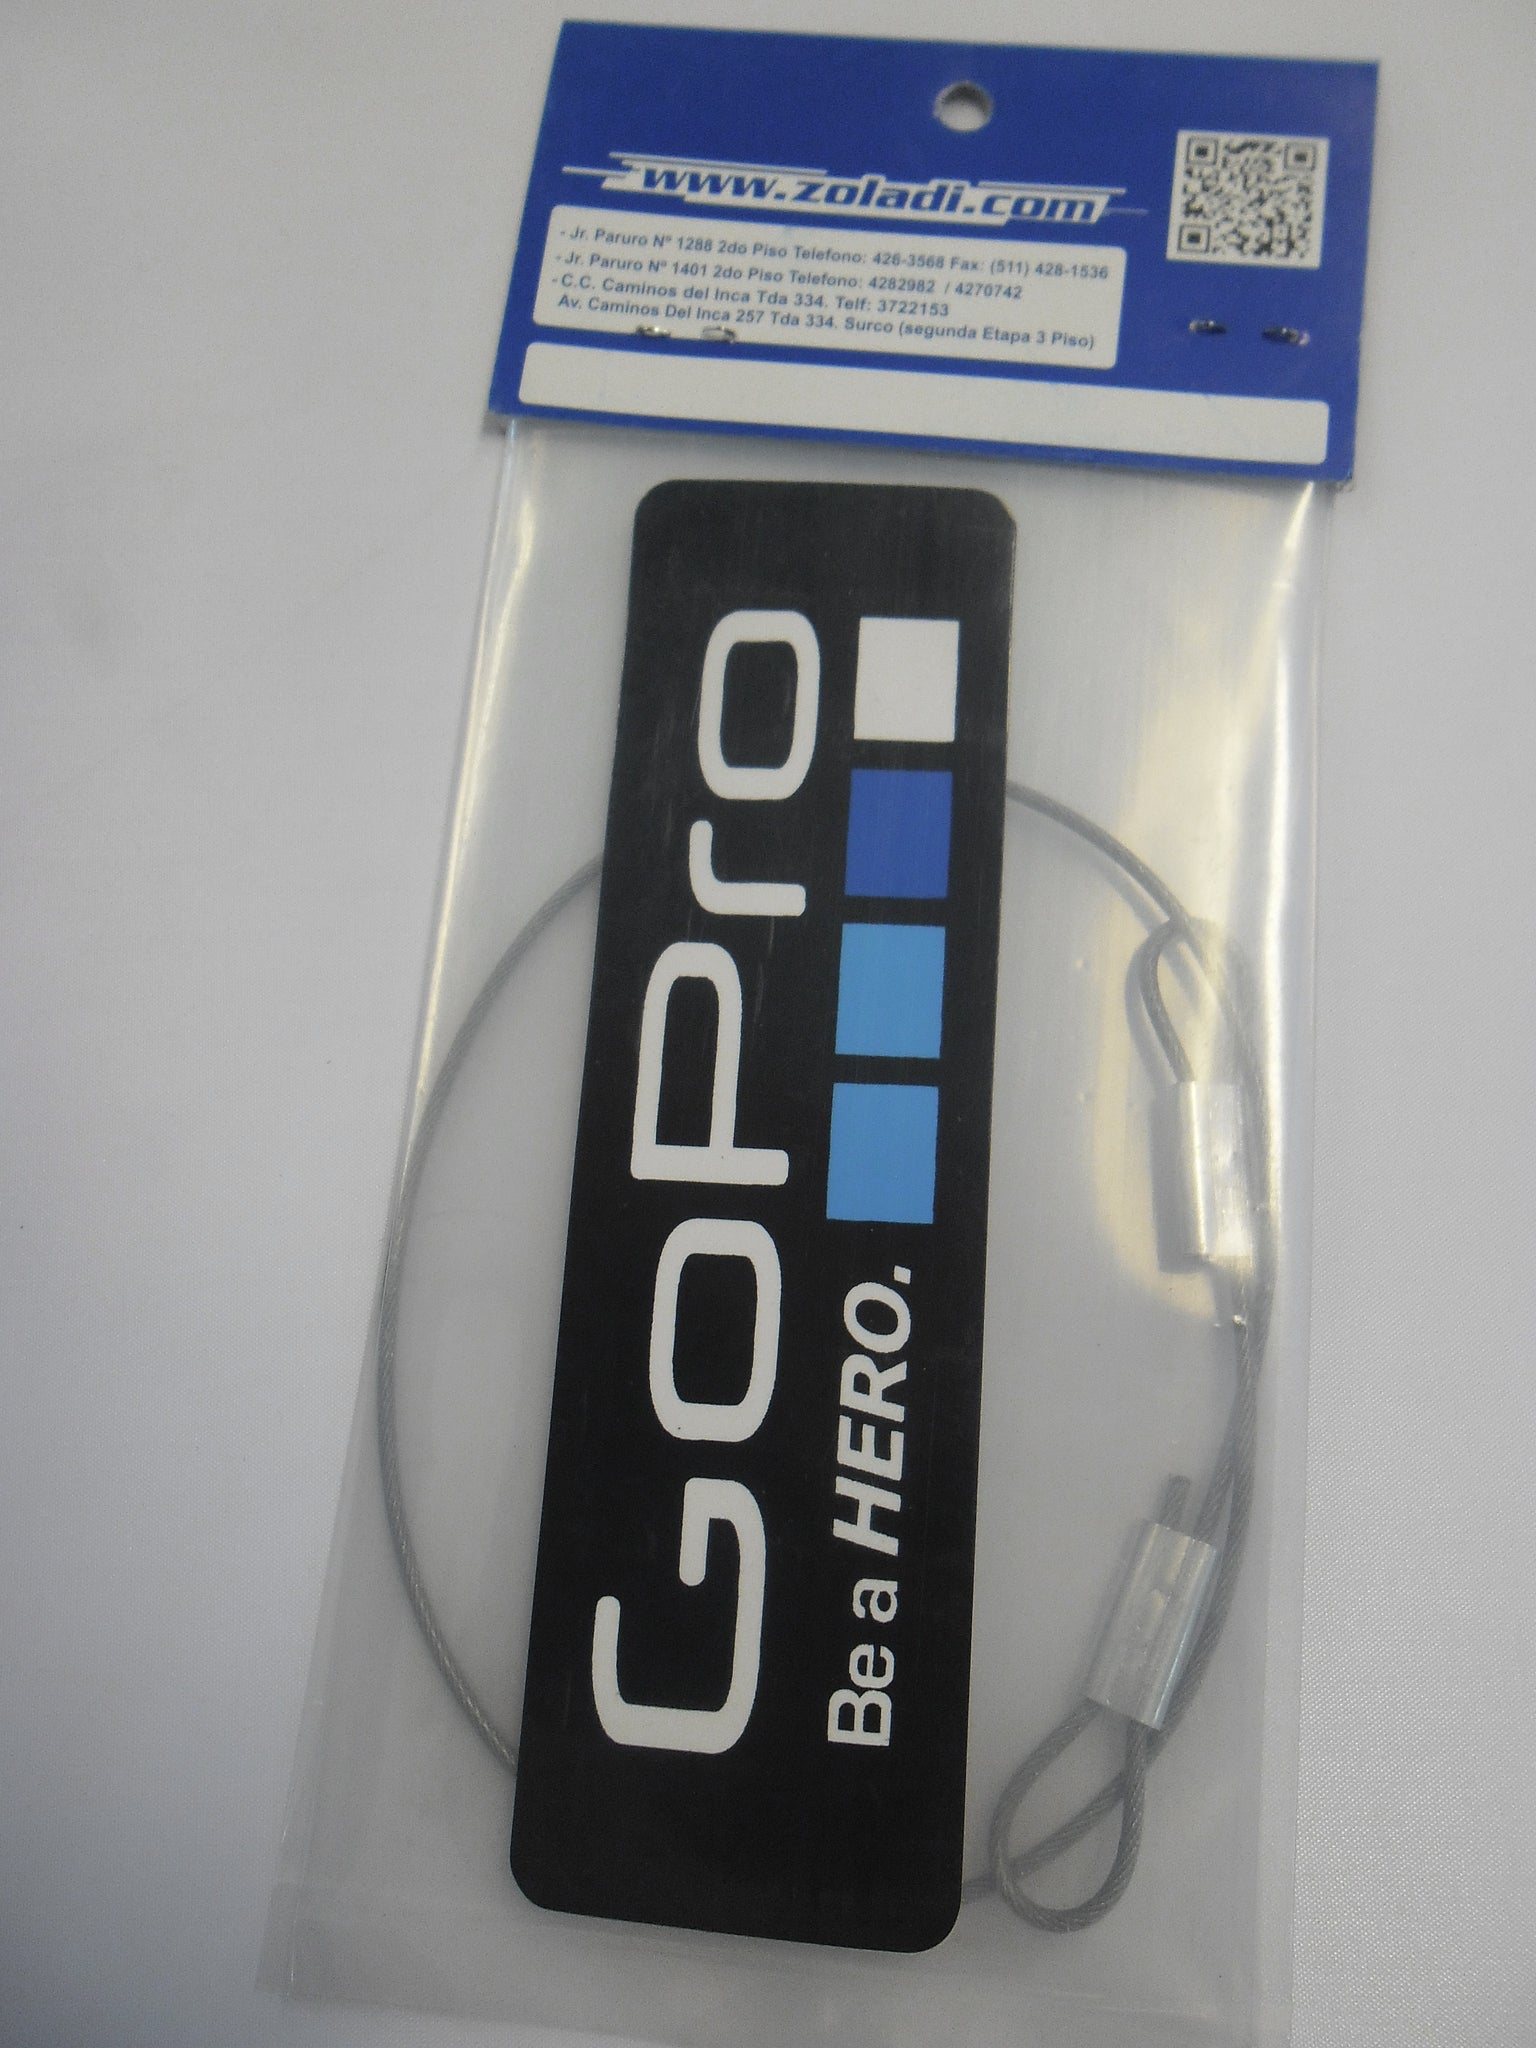 www.zoladi.com
- Jr. Paruro Nº 1288 2do Piso Telefono: 426-3568 Fax: (511) 428-1536
- Jr. Paruro Nº 1401 2do Piso Telefono: 4282982 / 4270742
- C.C. Caminos del Inca Tda 334. Telf: 3722153
Av. Caminos Del Inca 257 Tda 334. Surco (segunda Etapa 3 Piso)
GoPro
Be a HERO.